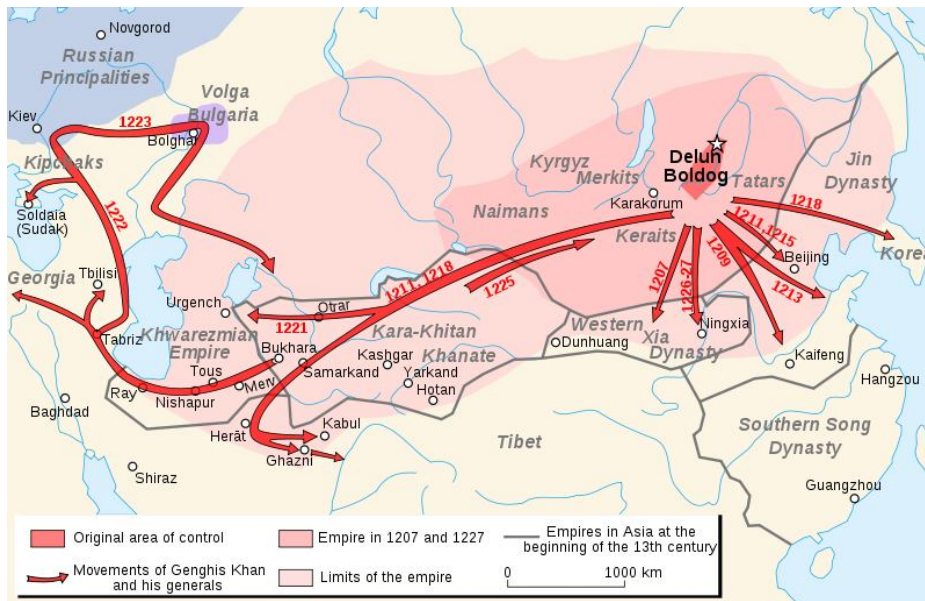 Novgorod
Russian
Principalities
Volga
Bulgaria
Kiev
1223
Bolghar
Kipchaks
Soldaia
(Sudak)
1222
Georgia
Tbilisi
Tabriz
Urgench
Khwarezmian
Empire
Otrar
1221
Bukhara
Samarkand
Tous
Ray
Nishapur
Merv
Baghdad
Shiraz
Herât
Kabul
Ghazni
Kara-Khitan
Khanate
Kashgar
Yarkand
Hotan
1211, 1218
1225
Naimans
Kyrgyz
Merkits
Deluh
Boldog
Tatars
Karakorum
Keraits
Jin
Dynasty
1218
1211,1215
1209
1213
1207
1226-27
Beijing
Korea
Western
Xia
Dynasty
Dunhuang
Ningxia
Kaifeng
Hangzou
Tibet
Southern Song
Dynasty
Guangzhou
Original area of control
Movements of Genghis Khan
and his generals
Empire in 1207 and 1227
Limits of the empire
Empires in Asia at the
beginning of the 13th century
0 1000 km